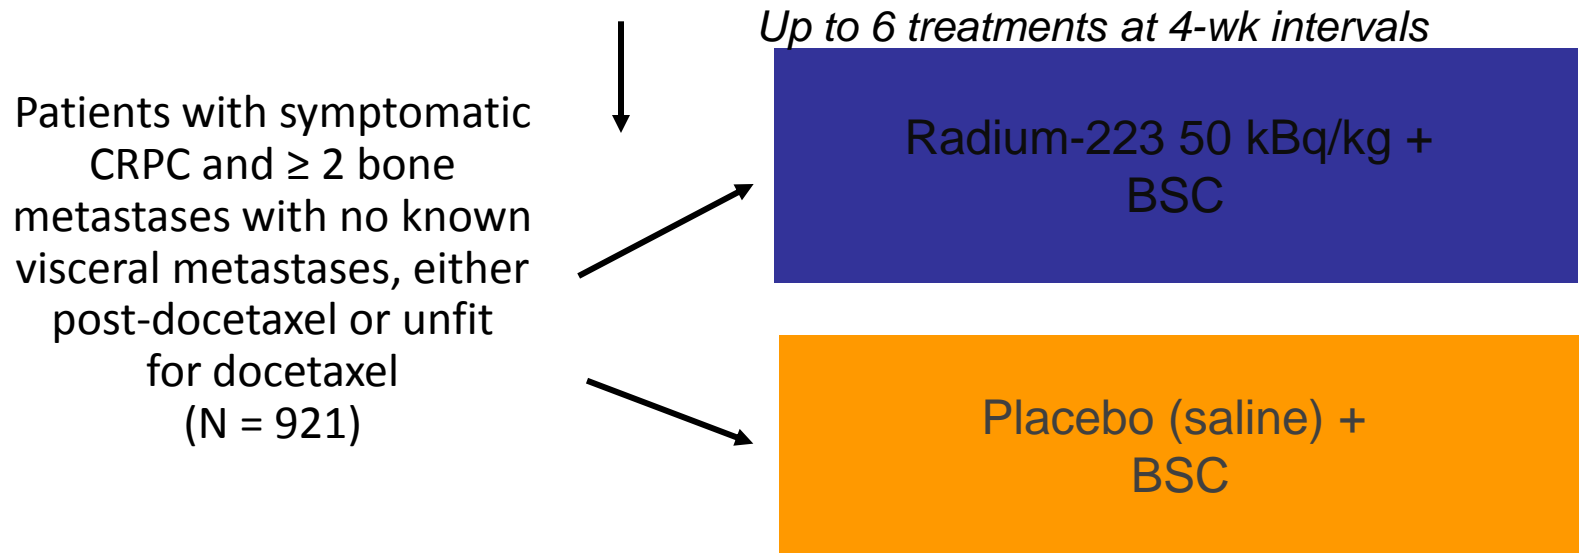 Up to 6 treatments at 4-wk intervals
Patients with symptomatic
CRPC and ≥ 2 bone
metastases with no known
visceral metastases, either
post-docetaxel or unfit
for docetaxel
(N = 921)
Radium-223 50 kBq/kg +
BSC
Placebo (saline) +
BSC